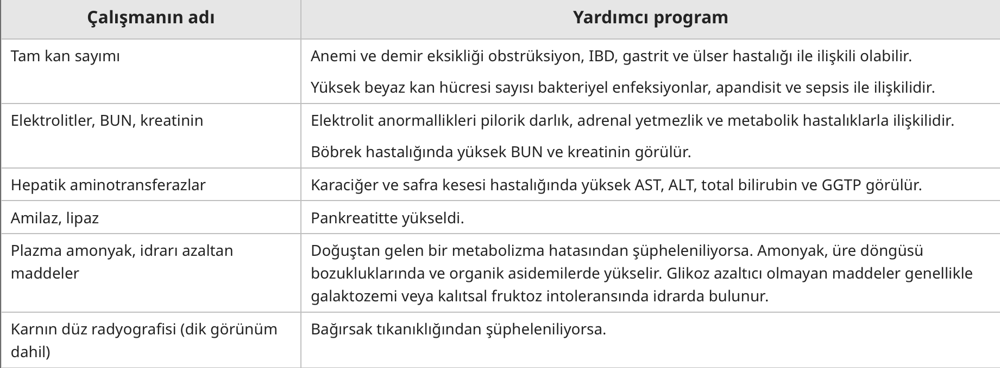 Çalışmanın adı
Yardımcı program
Tam kan sayımı
Anemi ve demir eksikliği obstrüksiyon, IBD, gastrit ve ülser hastalığı ile ilişkili olabilir.
Yüksek beyaz kan hücresi sayısı bakteriyel enfeksiyonlar, apandisit ve sepsis ile ilişkilidir.
Elektrolitler, BUN, kreatinin
Elektrolit anormallikleri pilorik darlık, adrenal yetmezlik ve metabolik hastalıklarla ilişkilidir.
Böbrek hastalığında yüksek BUN ve kreatinin görülür.
Hepatik aminotransferazlar
Karaciğer ve safra kesesi hastalığında yüksek AST, ALT, total bilirubin ve GGTP görülür.
Amilaz, lipaz
Pankreatitte yükseldi.
Plazma amonyak, idrarı azaltan
maddeler
Doğuştan gelen bir metabolizma hatasından şüpheleniliyorsa. Amonyak, üre döngüsü
bozukluklarında ve organik asidemilerde yükselir. Glikoz azaltıcı olmayan maddeler genellikle
galaktozemi veya kalıtsal fruktoz intoleransında idrarda bulunur.
Karnın düz radyografisi (dik görünüm
dahil)
Bağırsak tıkanıklığından şüpheleniliyorsa.